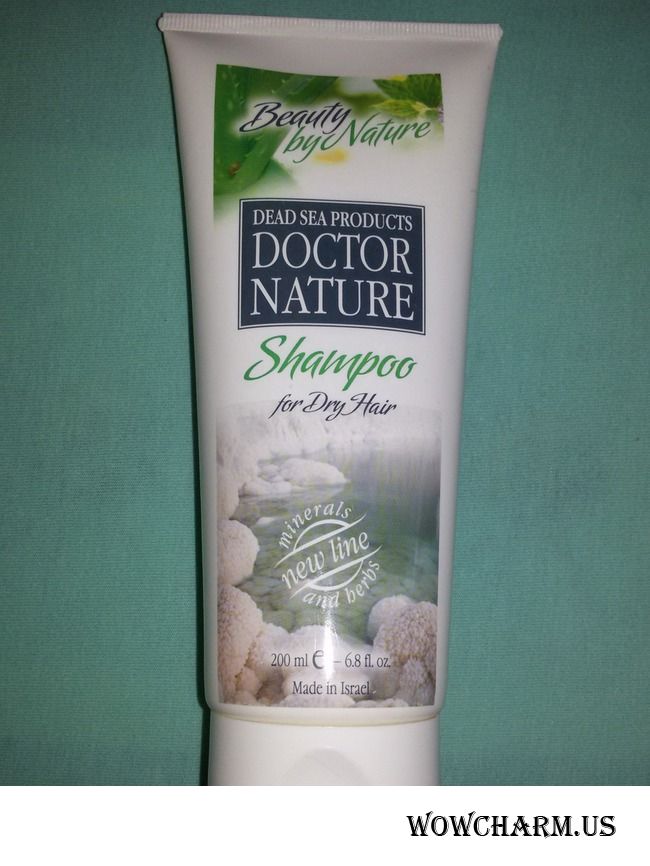 Beauty
by Nature
DEAD SEA PRODUCTS
DOCTOR
NATURE
Shampoo
for Dry Hair
minerals
new line
and herbs
200 ml ℮ – 6.8 fl. oz.
Made in Israel
WOWCHARM.US